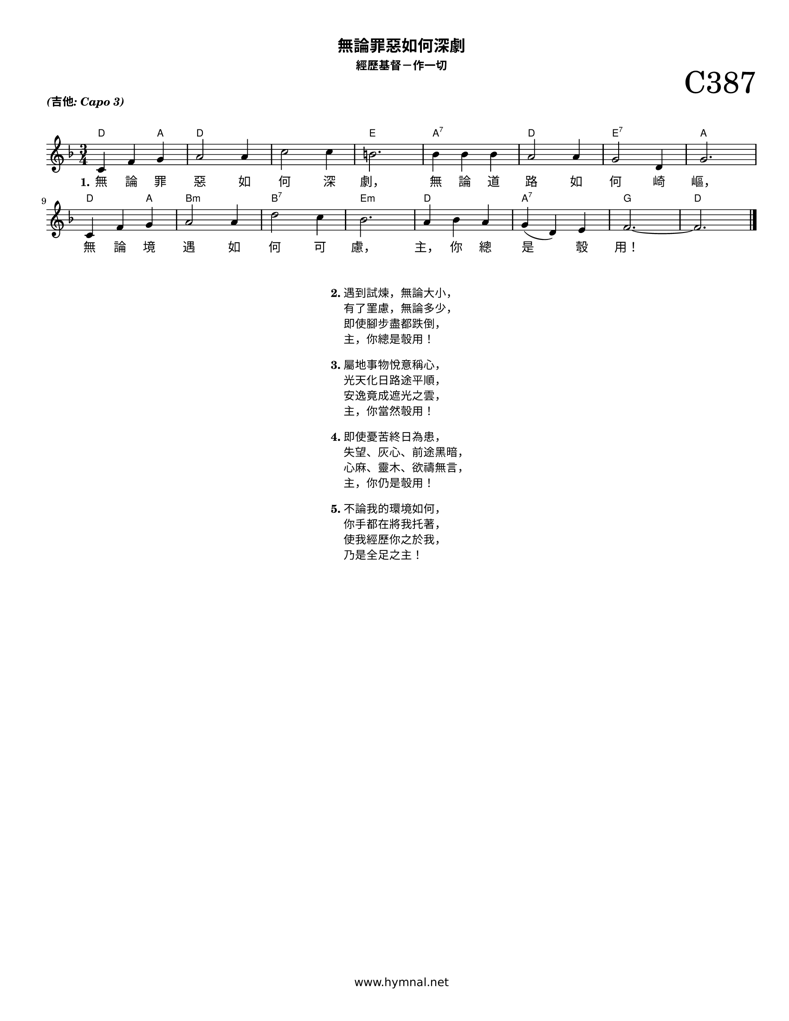 無論罪惡如何深劇
經歷基督－作一切
C387
(吉他: Capo 3)
D A D E A7 D E7 A
1. 無 論 罪 惡 如 何 深 劇， 無 論 道 路 如 何 崎 嶇，
9
D A Bm B7 Em D A7 G D
無 論 境 遇 如 何 可 慮， 主， 你 總 是 彀 用！
2. 遇到試煉，無論大小，
有了罣慮，無論多少，
即使腳步盡都跌倒，
主，你總是彀用！
3. 屬地事物悅意稱心，
光天化日路途平順，
安逸竟成遮光之雲，
主，你當然彀用！
4. 即使憂苦終日為患，
失望、灰心、前途黑暗，
心麻、靈木、欲禱無言，
主，你仍是彀用！
5. 不論我的環境如何，
你手都在將我托著，
使我經歷你之於我，
乃是全足之主！
www.hymnal.net